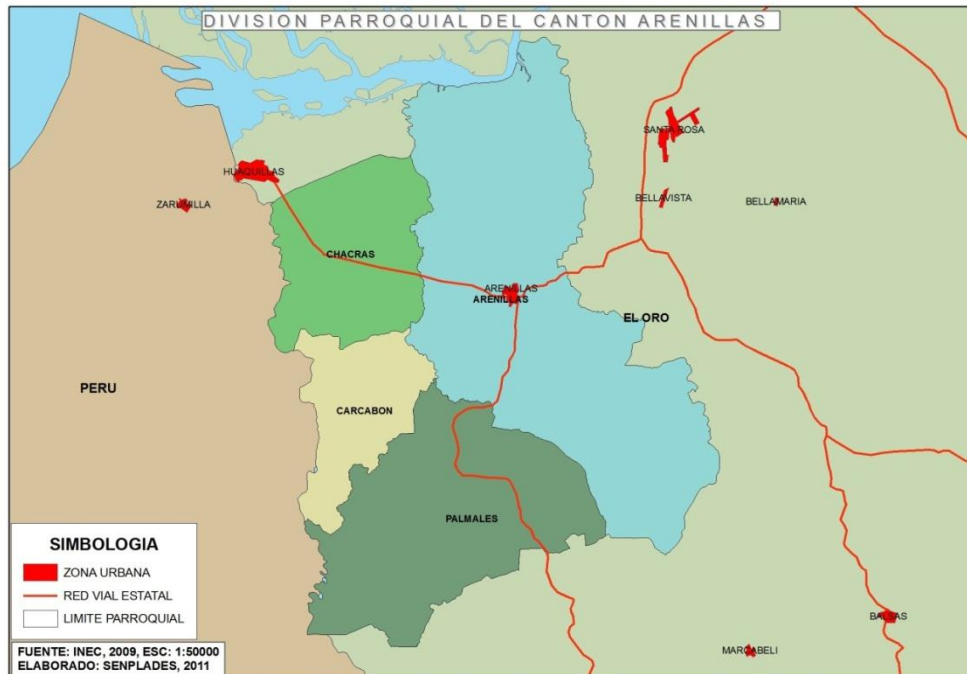 DIVISION PARROQUIAL DEL CANTON ARENILLAS
SANTA ROSA
HUAQUILLAS
ZARUMILLA
BELLAVISTA
BELLAMARIA
CHACRAS
ARENILLAS
ARENILLAS
EL ORO
PERU
CARCABON
PALMALES
BALSAS
MARCABELI
SIMBOLOGIA
ZONA URBANA
RED VIAL ESTATAL
LIMITE PARROQUIAL
FUENTE: INEC, 2009, ESC: 1:50000
ELABORADO: SENPLADES, 2011